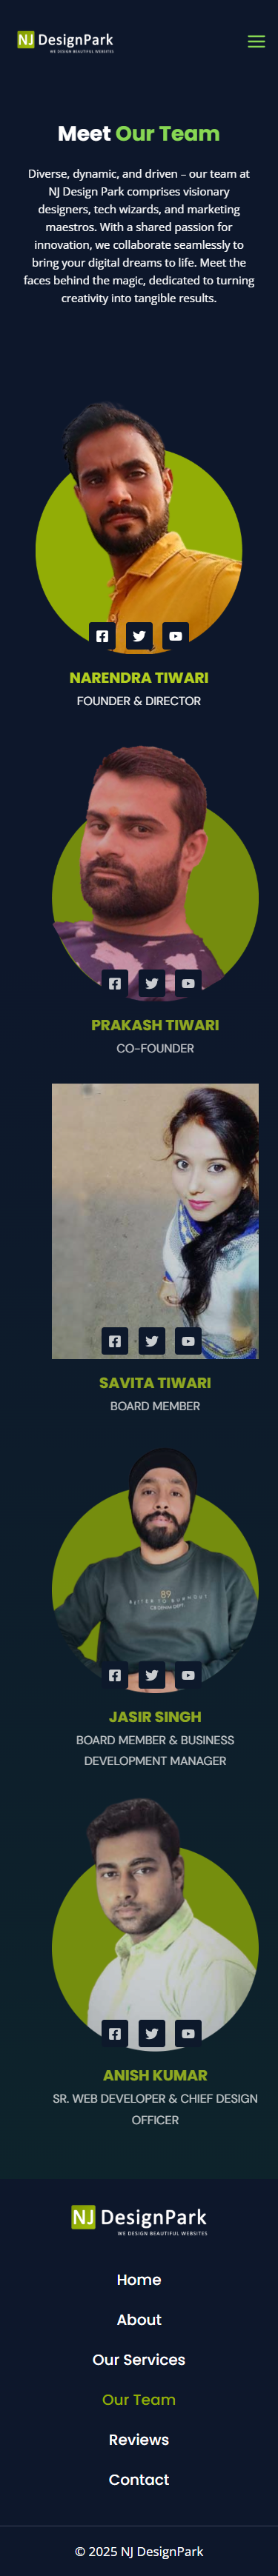 NJ DesignPark
WE DESIGN BEAUTIFUL WEBSITES
Meet Our Team
Diverse, dynamic, and driven – our team at
NJ Design Park comprises visionary
designers, tech wizards, and marketing
maestros. With a shared passion for
innovation, we collaborate seamlessly to
bring your digital dreams to life. Meet the
faces behind the magic, dedicated to turning
creativity into tangible results.
NARENDRA TIWARI
FOUNDER & DIRECTOR
PRAKASH TIWARI
CO-FOUNDER
SAVITA TIWARI
BOARD MEMBER
89
BETTER TO BURN OUT
JASIR SINGH
BOARD MEMBER & BUSINESS
DEVELOPMENT MANAGER
ANISH KUMAR
SR. WEB DEVELOPER & CHIEF DESIGN
OFFICER
NJ DesignPark
WE DESIGN BEAUTIFUL WEBSITES
Home
About
Our Services
Our Team
Reviews
Contact
© 2025 NJ DesignPark